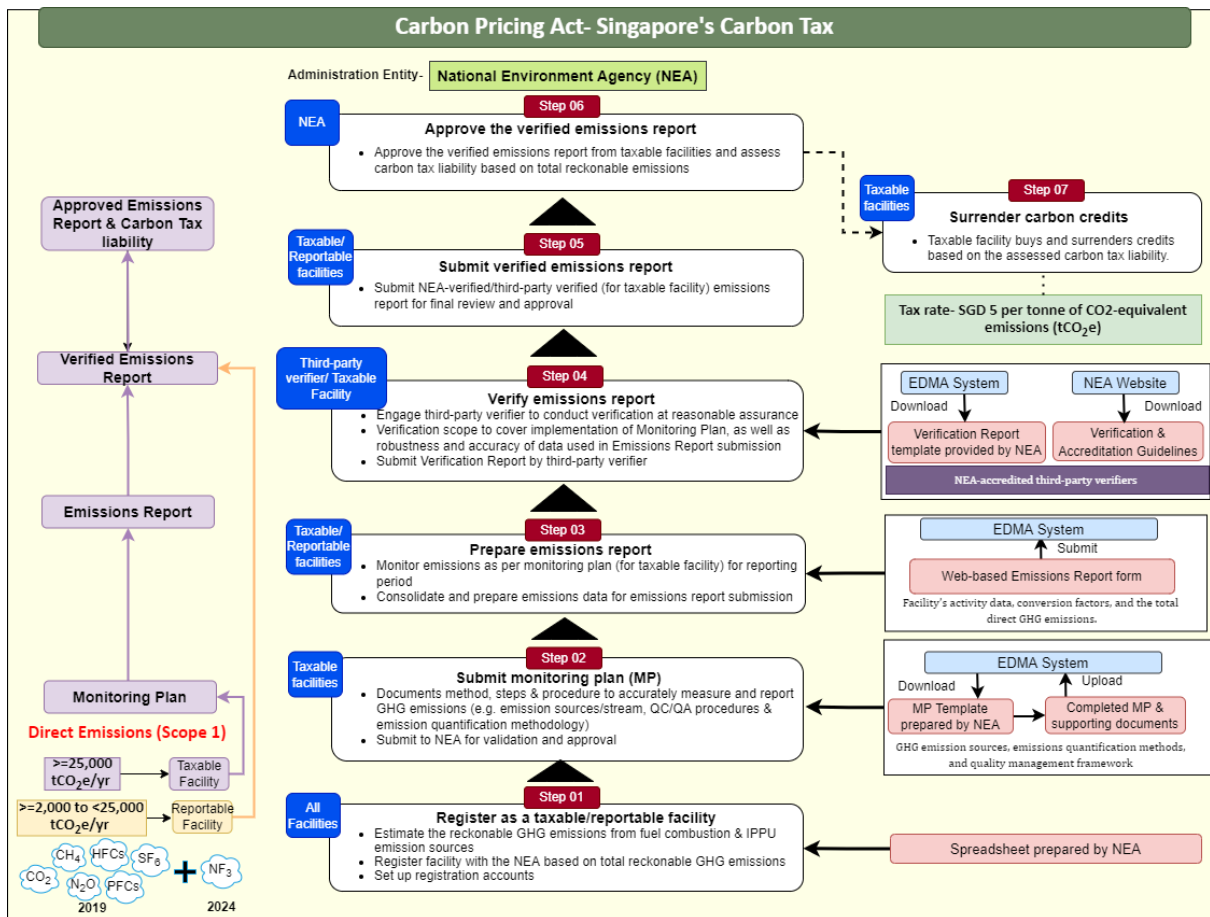 Carbon Pricing Act- Singapore's Carbon Tax
Administration Entity-
National Environment Agency (NEA)
NEA
Step 06
Approve the verified emissions report
• Approve the verified emissions report from taxable facilities and assess
carbon tax liability based on total reckonable emissions
Taxable
facilities
Step 07
Surrender carbon credits
• Taxable facility buys and surrenders credits
based on the assessed carbon tax liability.
Tax rate- SGD 5 per tonne of CO2-equivalent
emissions (tCO₂e)
Taxable/
Reportable
facilities
Step 05
Submit verified emissions report
• Submit NEA-verified/third-party verified (for taxable facility) emissions
report for final review and approval
Third-party
verifier/ Taxable
Facility
Step 04
Verify emissions report
• Engage third-party verifier to conduct verification at reasonable assurance
• Verification scope to cover implementation of Monitoring Plan, as well as
robustness and accuracy of data used in Emissions Report submission
• Submit Verification Report by third-party verifier
EDMA System
NEA Website
Download
Download
Verification Report
template provided by NEA
Verification &
Accreditation Guidelines
NEA-accredited third-party verifiers
Taxable/
Reportable
facilities
Step 03
Prepare emissions report
• Monitor emissions as per monitoring plan (for taxable facility) for reporting
period
• Consolidate and prepare emissions data for emissions report submission
EDMA System
Submit
Web-based Emissions Report form
Facility's activity data, conversion factors, and the total
direct GHG emissions.
Taxable
facilities
Step 02
Submit monitoring plan (MP)
• Documents method, steps & procedure to accurately measure and report
GHG emissions (e.g. emission sources/stream, QC/QA procedures &
emission quantification methodology)
• Submit to NEA for validation and approval
EDMA System
Download
Upload
MP Template
prepared by NEA
Completed MP &
supporting documents
GHG emission sources, emissions quantification methods,
and quality management framework
All
Facilities
Step 01
Register as a taxable/reportable facility
• Estimate the reckonable GHG emissions from fuel combustion & IPPU
emission sources
• Register facility with the NEA based on total reckonable GHG emissions
• Set up registration accounts
Spreadsheet prepared by NEA
Approved Emissions
Report & Carbon Tax
liability
Verified Emissions
Report
Emissions Report
Monitoring Plan
Direct Emissions (Scope 1)
>=25,000
tCO₂e/yr
Taxable
Facility
>=2,000 to <25,000
tCO₂e/yr
Reportable
Facility
CO₂
CH₄
HFCs
SF₆
N₂O
PFCs
+
NF₃
2019
2024